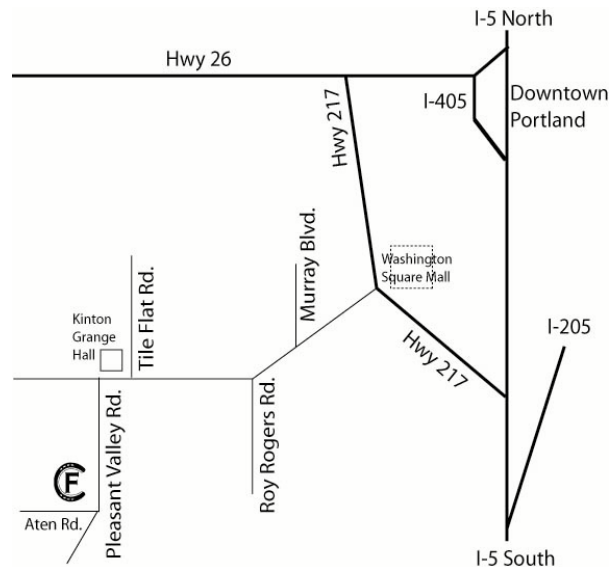 I-5 North
Hwy 26
I-405
Downtown
Portland
Hwy 217
Murray Blvd.
Washington
Square Mall
Tile Flat Rd.
Kinton
Grange
Hall
I-205
Hwy 217
Pleasant Valley Rd.
Roy Rogers Rd.
CF
Aten Rd.
I-5 South